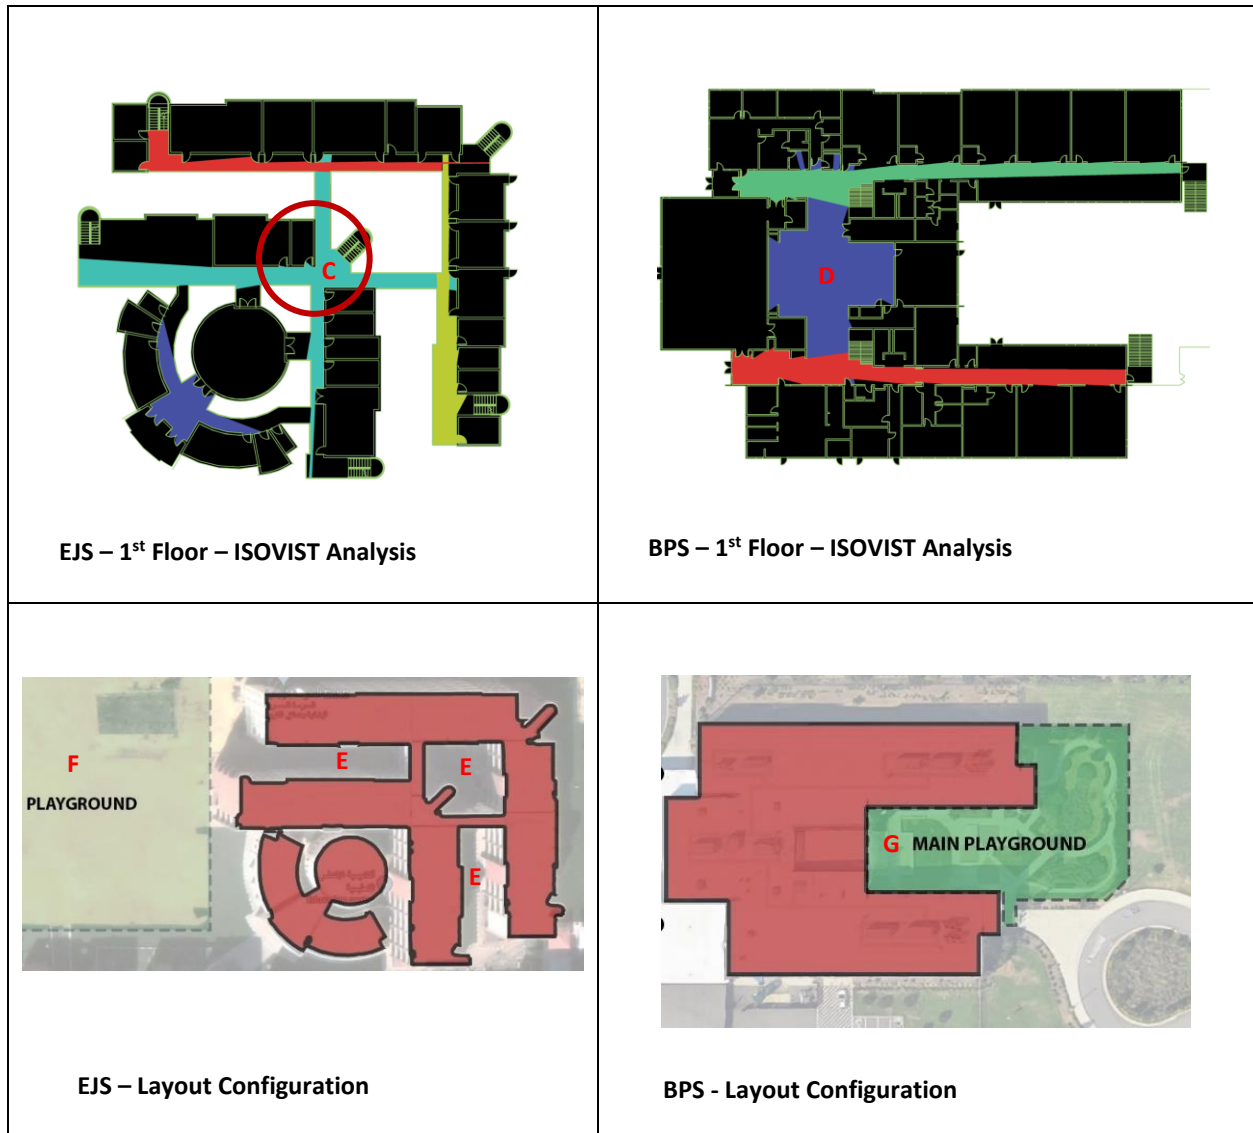 C
D
EJS – 1st Floor – ISOVIST Analysis
BPS – 1st Floor – ISOVIST Analysis
F
E
E
PLAYGROUND
E
G MAIN PLAYGROUND
EJS – Layout Configuration
BPS - Layout Configuration